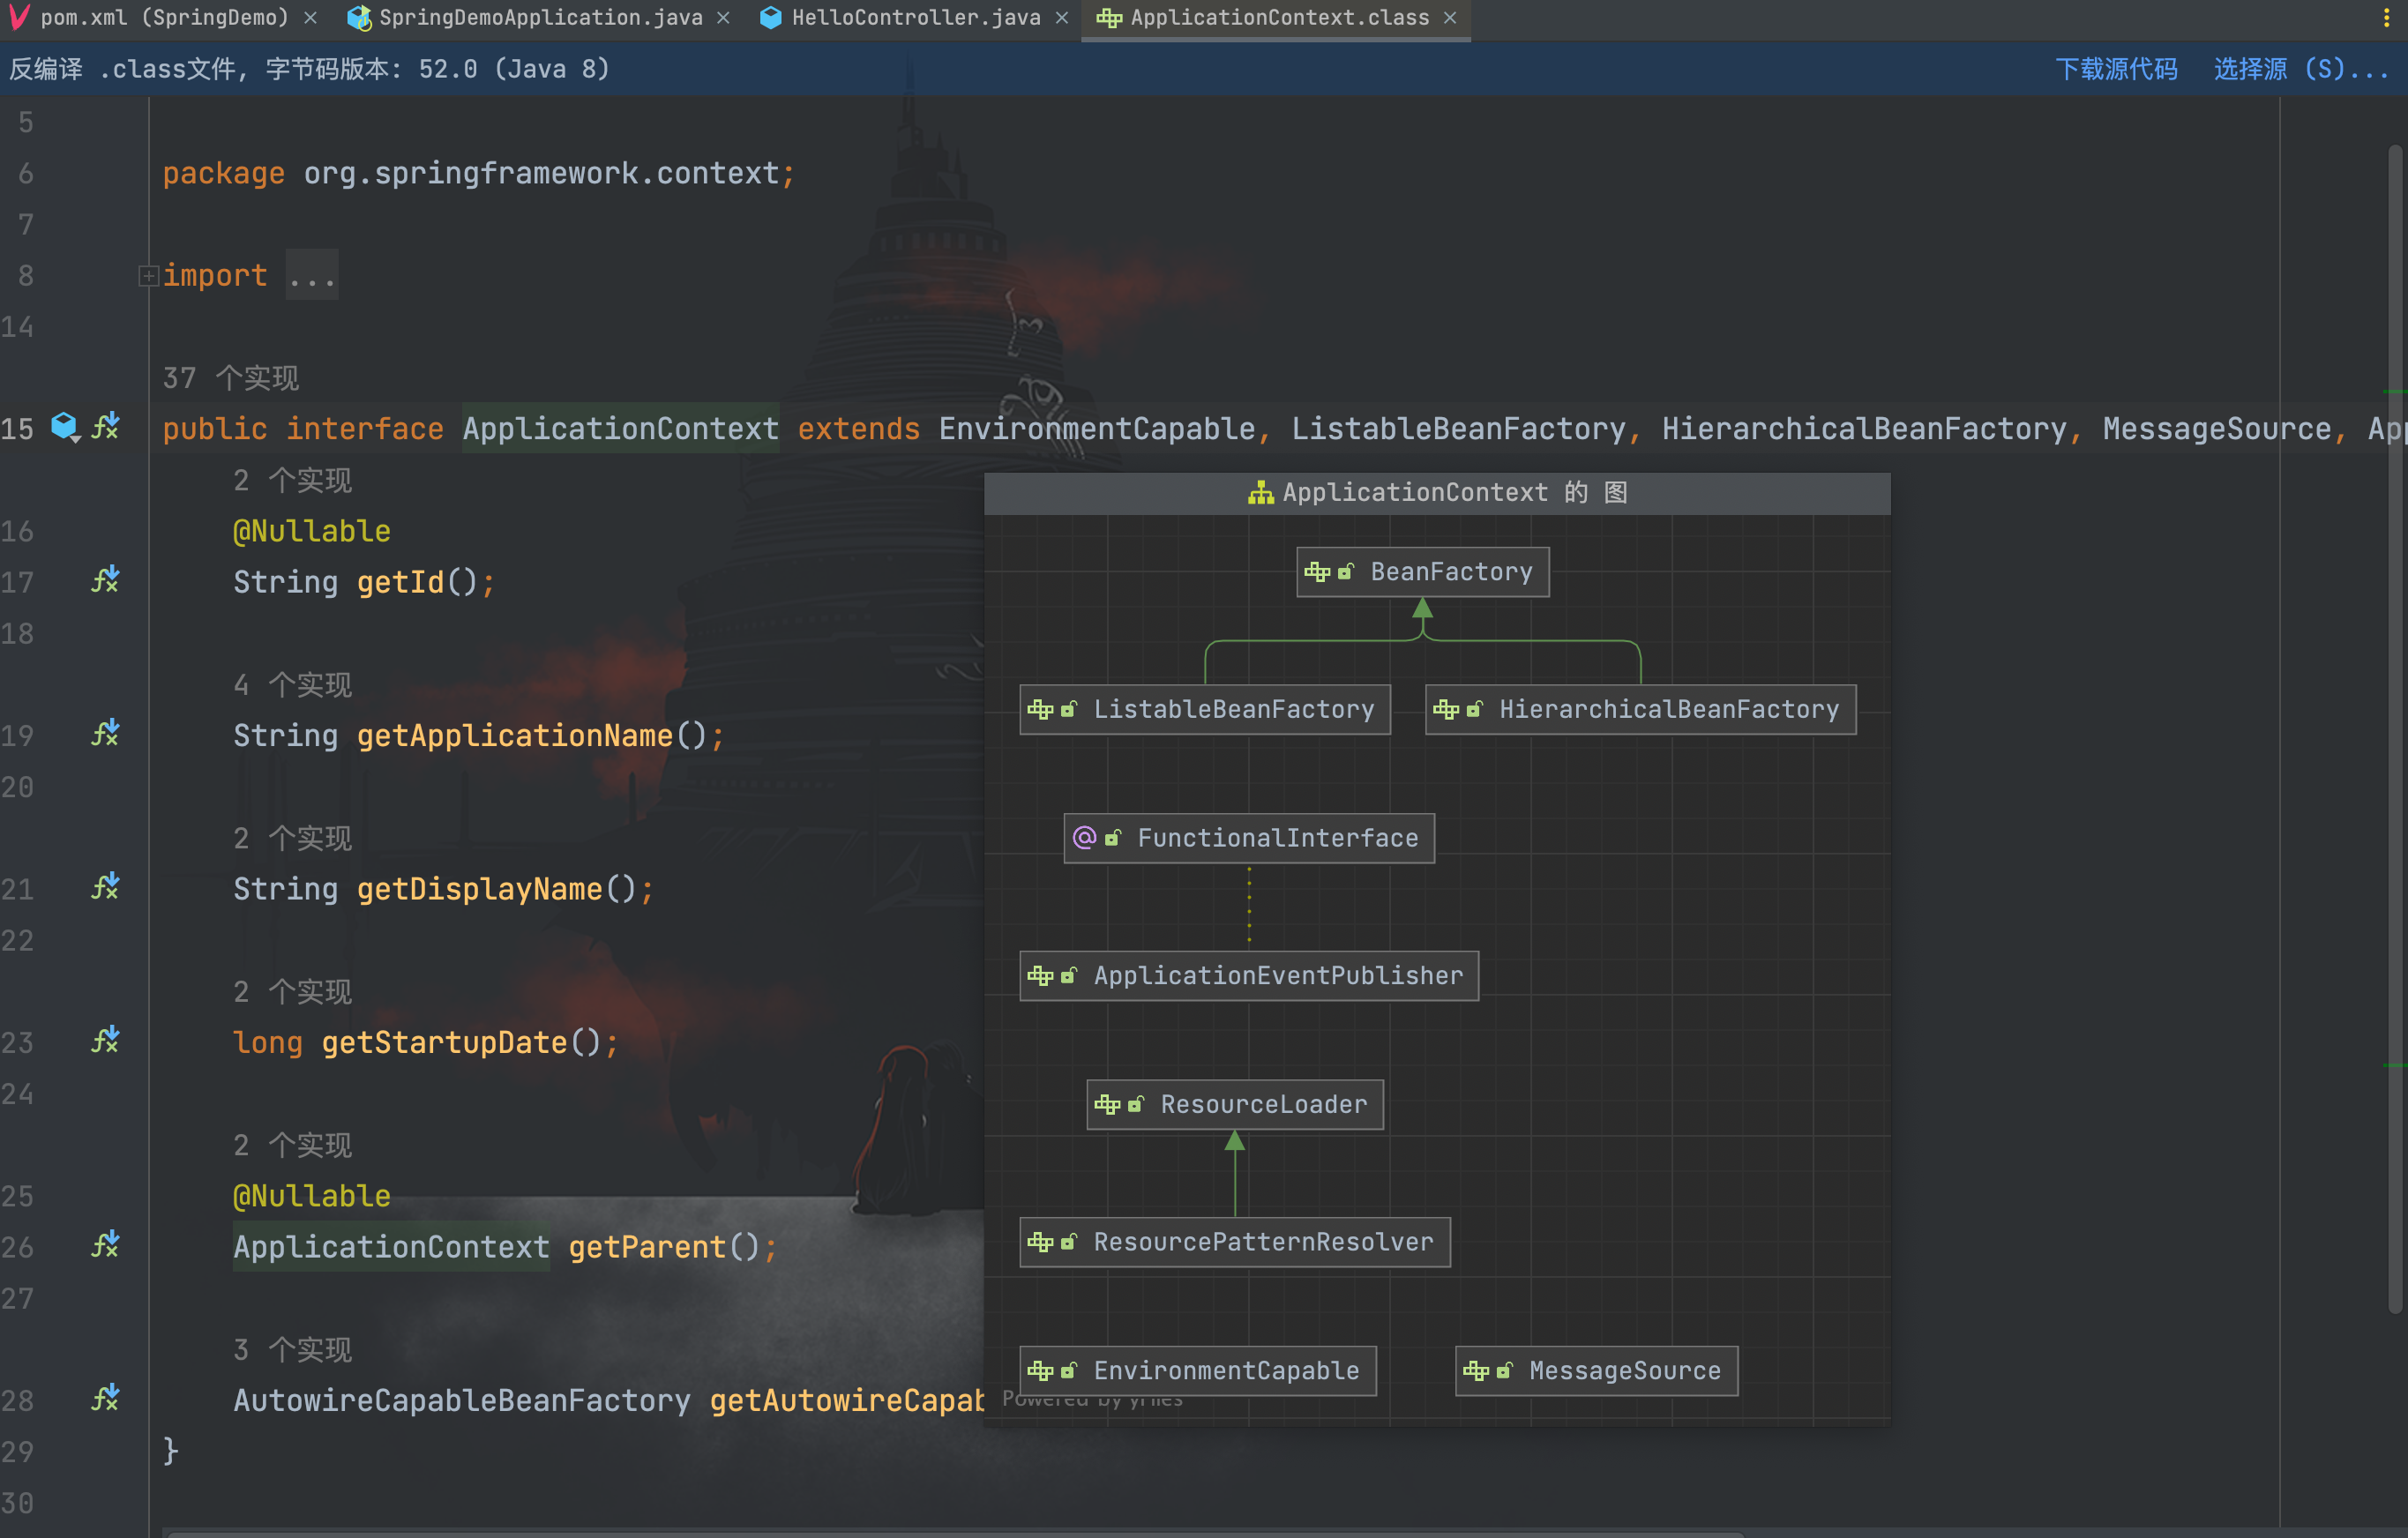 pom.xml (SpringDemo) SpringDemoApplication.java HelloController.java ApplicationContext.class
反编译 .class文件, 字节码版本: 52.0 (Java 8) 下载源代码 选择源 (S)...
5
6 package org.springframework.context;
7
8 import ...
14
37 个实现
15 public interface ApplicationContext extends EnvironmentCapable, ListableBeanFactory, HierarchicalBeanFactory, MessageSource, App
2 个实现
16 @Nullable
17 String getId();
18
4 个实现
19 String getApplicationName();
20
2 个实现
21 String getDisplayName();
22
2 个实现
23 long getStartupDate();
24
2 个实现
25 @Nullable
26 ApplicationContext getParent();
27
3 个实现
28 AutowireCapableBeanFactory getAutowireCapab
29 }
30
ApplicationContext 的 图
BeanFactory
ListableBeanFactory HierarchicalBeanFactory
FunctionalInterface
ApplicationEventPublisher
ResourceLoader
ResourcePatternResolver
EnvironmentCapable MessageSource
Powered by yFiles